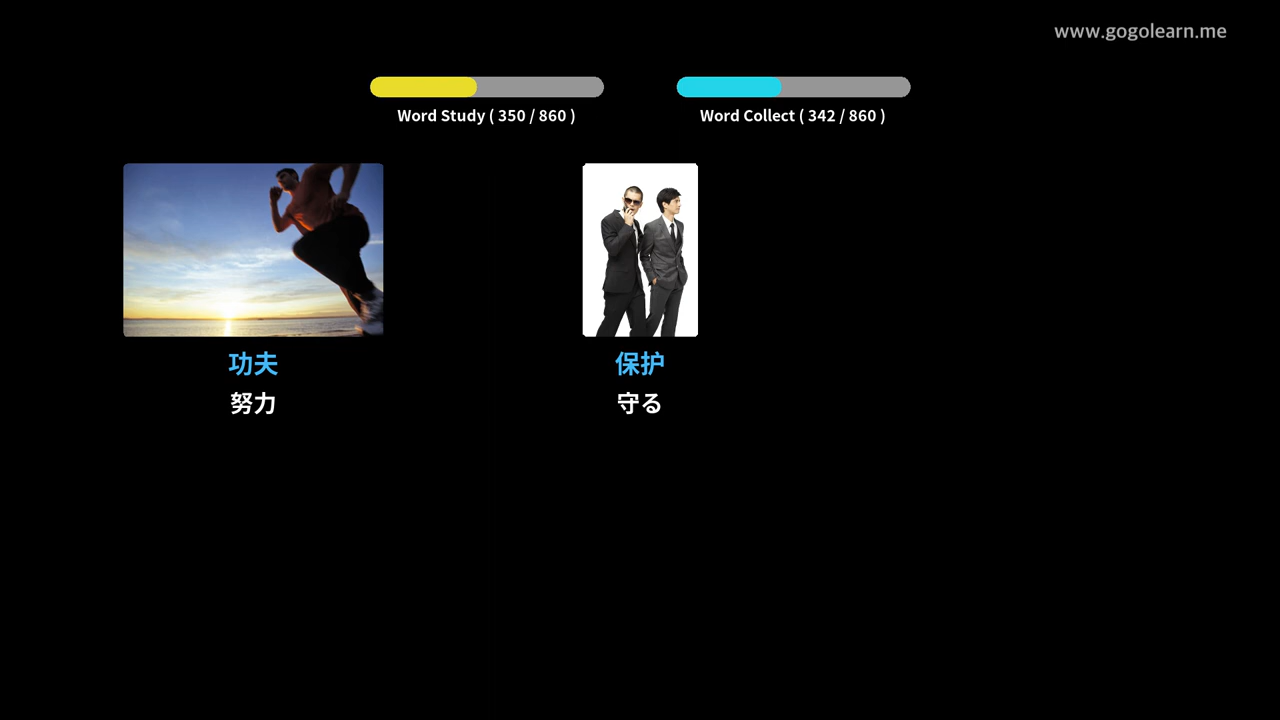 www.gogolearn.me
Word Study ( 350 / 860 )
Word Collect ( 342 / 860 )
功夫
努力
保护
守る